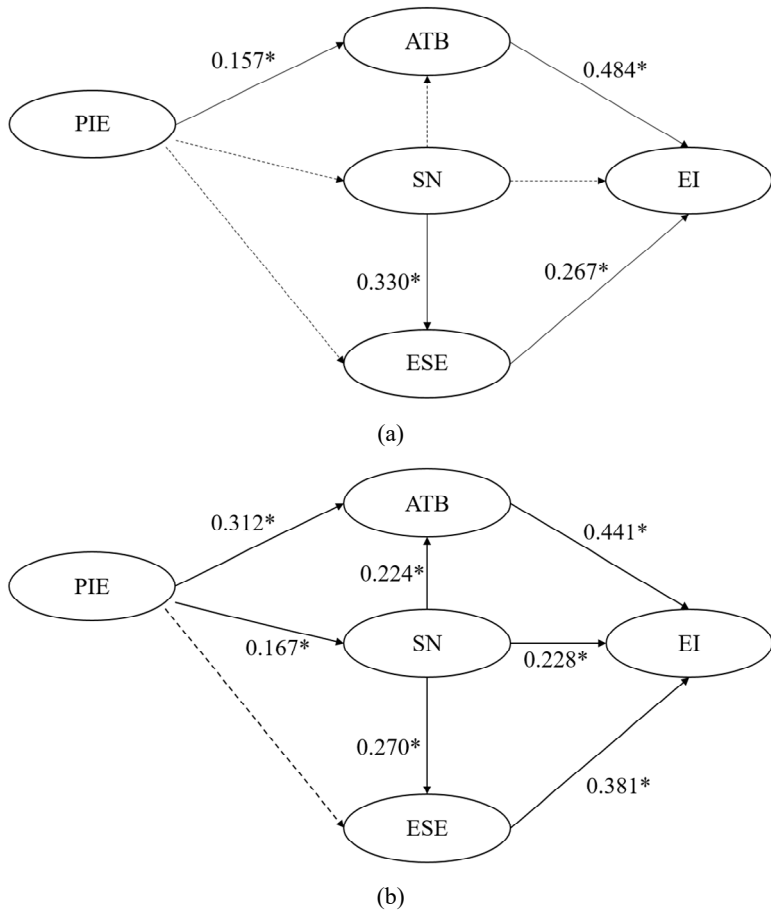 ATB
0.157*
0.484*
PIE
SN
EI
0.330*
0.267*
ESE
(a)
ATB
0.312*
0.441*
PIE
0.224*
SN
EI
0.167*
0.228*
0.270*
0.381*
ESE
(b)